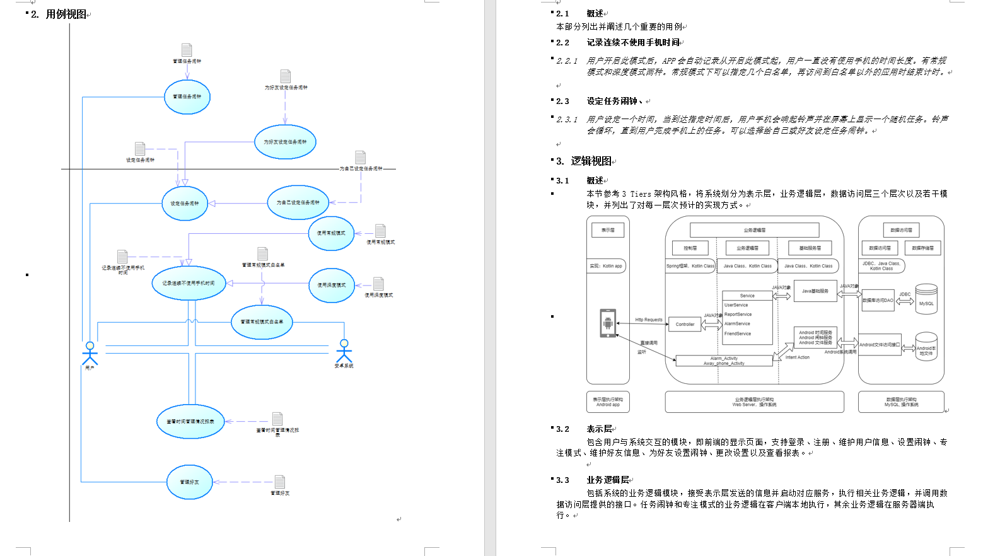 2. 用例视图
管理任务闹钟
管理任务闹钟
为好友设定任务闹钟
为好友设定任务闹钟
设定任务闹钟
为自己设定任务闹钟
设定任务闹钟
为自己设定任务闹钟
使用常规模式
使用常规模式
记录连续不使用手机
时间
管理常规模式白名单
记录连续不使用手机时间
使用深度模式
使用深度模式
管理常规模式白名单
用户
安卓系统
查看时间管理情况报表
查看时间管理情况报
表
管理好友
管理好友
2.1 概述
本部分列出并阐述几个重要的用例
2.2 记录连续不使用手机时间
2.2.1 用户开启此模式后，APP会自动记录从开启此模式起，用户一直没有使用手机的时间长度。有常规
模式和深度模式两种。常规模式下可以指定几个白名单，再访问到白名单以外的应用时结束计时。
2.3 设定任务闹钟、
2.3.1 用户设定一个时间，当到达指定时间后，用户手机会响起铃声并在屏幕上显示一个随机任务。铃声
会循环，直到用户完成手机上的任务。可以选择给自己或好友设定任务闹钟。
3. 逻辑视图
3.1 概述
本节参考 3 Tiers 架构风格，将系统划分为表示层，业务逻辑层，数据访问层三个层次以及若干模
块，并列出了对每一层次预计的实现方式。
表示层
业务逻辑层
数据访问层
控制层
业务逻辑层
基础服务层
数据访问层
数据存储层
实现：Kotlin app
Spring框架、Kotlin Class
Java Class、Kotlin Class
Java Class、Kotlin Class
JDBC、Java Class、
Kotlin Class
JAVA对象
JAVA对象
Service
UserService
ReportService
AlarmService
FriendService
Java基础服务
数据库访问DAO
JDBC
MySQL
Http Requests
Controller
JAVA对象
直接调用
监听
Android 时间服务
Android 闹钟服务
Android 文件服务
Android系统调用
Android文件访问接口
Android本
地文件
Alarm_Activity
Away_phone_Activity
Intent Action
表示层执行架构
Android app
业务逻辑层执行架构
Web Server、操作系统
数据层执行架构
MySQL, 操作系统
3.2 表示层
包含用户与系统交互的模块，即前端的显示页面，支持登录、注册、维护用户信息、设置闹钟、专
注模式、维护好友信息、为好友设置闹钟、更改设置以及查看报表。
3.3 业务逻辑层
包括系统的业务逻辑模块，接受表示层发送的信息并启动对应服务，执行相关业务逻辑，并调用数
据访问层提供的接口。任务闹钟和专注模式的业务逻辑在客户端本地执行，其余业务逻辑在服务器端执
行。